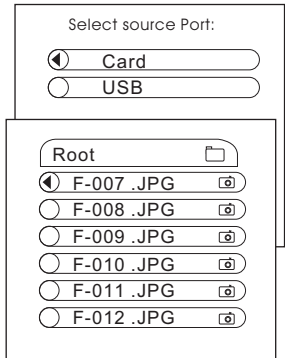 Select source Port:
Card
USB
Root
F-007 .JPG
F-008 .JPG
F-009 .JPG
F-010 .JPG
F-011 .JPG
F-012 .JPG